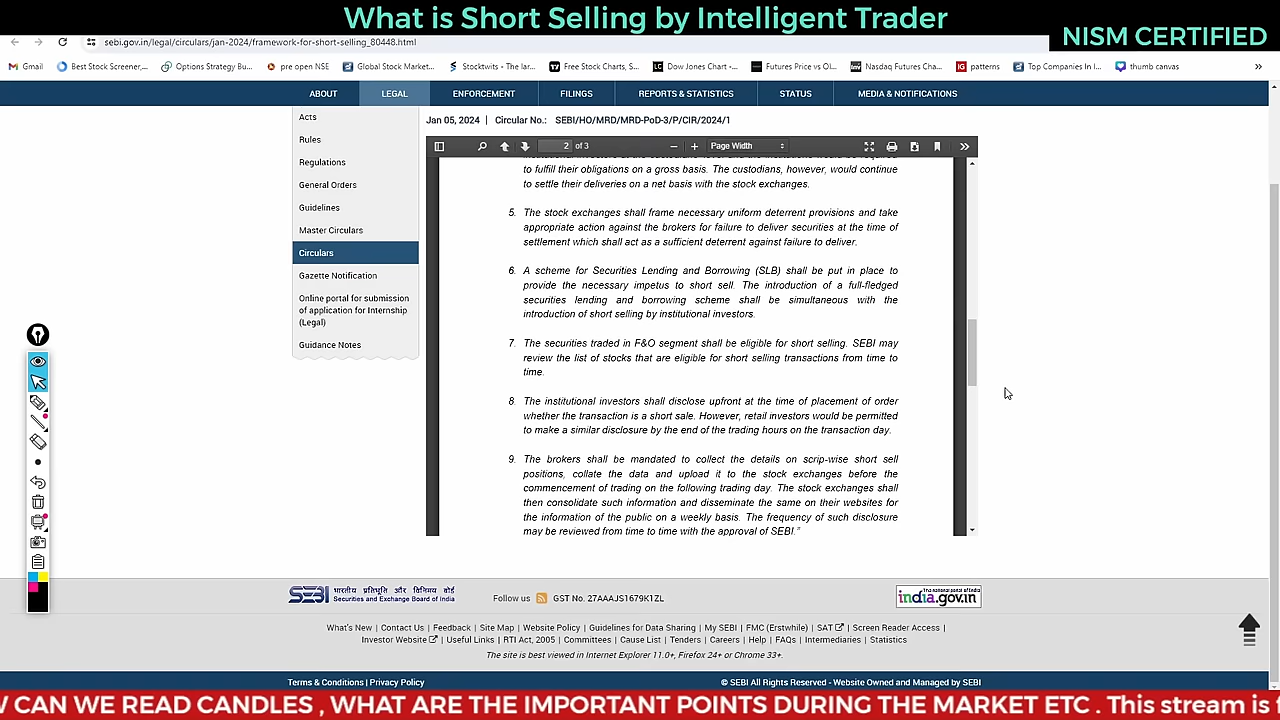 What is Short Selling by Intelligent Trader
NISM CERTIFIED
sebi.gov.in/legal/circulars/jan-2024/framework-for-short-selling_80448.html
Gmail Best Stock Screener,... Options Strategy Bu... pre open NSE Global Stock Market... Stocktwits - The lar... Free Stock Charts, S... Dow Jones Chart -... Futures Price vs Ol... Nasdaq Futures Cha... patterns Top Companies In I... thumb canvas »
ABOUT LEGAL ENFORCEMENT FILINGS REPORTS & STATISTICS STATUS MEDIA & NOTIFICATIONS
Acts
Rules
Regulations
General Orders
Guidelines
Master Circulars
Circulars
Gazette Notification
Online portal for submission
of application for Internship
(Legal)
Guidance Notes
Jan 05, 2024 | Circular No.: SEBI/HO/MRD/MRD-PoD-3/P/CIR/2024/1
2 of 3 Page Width
to fulfill their obligations on a gross basis. The custodians, however, would continue
to settle their deliveries on a net basis with the stock exchanges.
5. The stock exchanges shall frame necessary uniform deterrent provisions and take
appropriate action against the brokers for failure to deliver securities at the time of
settlement which shall act as a sufficient deterrent against failure to deliver.
6. A scheme for Securities Lending and Borrowing (SLB) shall be put in place to
provide the necessary impetus to short sell. The introduction of a full-fledged
securities lending and borrowing scheme shall be simultaneous with the
introduction of short selling by institutional investors.
7. The securities traded in F&O segment shall be eligible for short selling. SEBI may
review the list of stocks that are eligible for short selling transactions from time to
time.
8. The institutional investors shall disclose upfront at the time of placement of order
whether the transaction is a short sale. However, retail investors would be permitted
to make a similar disclosure by the end of the trading hours on the transaction day.
9. The brokers shall be mandated to collect the details on scrip-wise short sell
positions, collate the data and upload it to the stock exchanges before the
commencement of trading on the following trading day. The stock exchanges shall
then consolidate such information and disseminate the same on their websites for
the information of the public on a weekly basis. The frequency of such disclosure
may be reviewed from time to time with the approval of SEBI."
SEBI भारतीय प्रतिभूति और विनिमय बोर्ड
Securities and Exchange Board of India
Follow us GST No. 27AAAJS1679K1ZL
india.gov.in
What's New | Contact Us | Feedback | Site Map | Website Policy | Guidelines for Data Sharing | My SEBI | FMC (Erstwhile) | SAT | Screen Reader Access |
Investor Website | Useful Links | RTI Act, 2005 | Committees | Cause List | Tenders | Careers | Help | FAQs | Intermediaries | Statistics
The site is best viewed in Internet Explorer 11.0+, Firefox 24+ or Chrome 33+.
Terms & Conditions | Privacy Policy
© SEBI All Rights Reserved - Website Owned and Managed by SEBI
CAN WE READ CANDLES , WHAT ARE THE IMPORTANT POINTS DURING THE MARKET ETC . This stream is